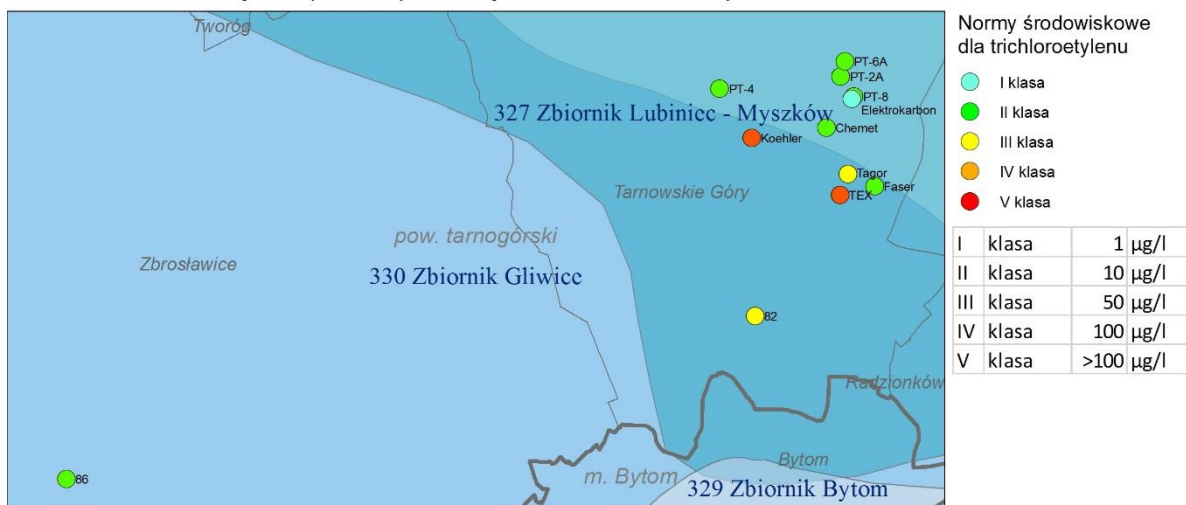 Tworóg
PT-6A
PT-2A
PT-4
PT-8
Elektrokarbon
327 Zbiornik Lubiniec - Myszków
Chemet
Koehler
Tagor
Tarnowskie Góry
Faser
TEX
pow. tarnogórski
Zbrosławice
330 Zbiornik Gliwice
82
Radzionków
Bytom
m. Bytom
86
329 Zbiornik Bytom
Normy środowiskowe
dla trichloroetylenu
I klasa
II klasa
III klasa
IV klasa
V klasa
I klasa 1 µg/l
II klasa 10 µg/l
III klasa 50 µg/l
IV klasa 100 µg/l
V klasa >100 µg/l